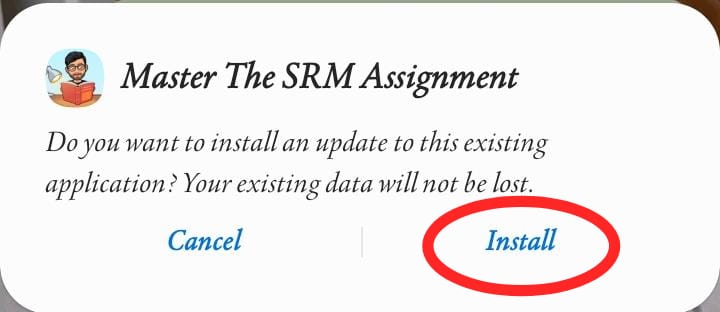 Master The SRM Assignment
Do you want to install an update to this existing
application? Your existing data will not be lost.
Cancel
Install